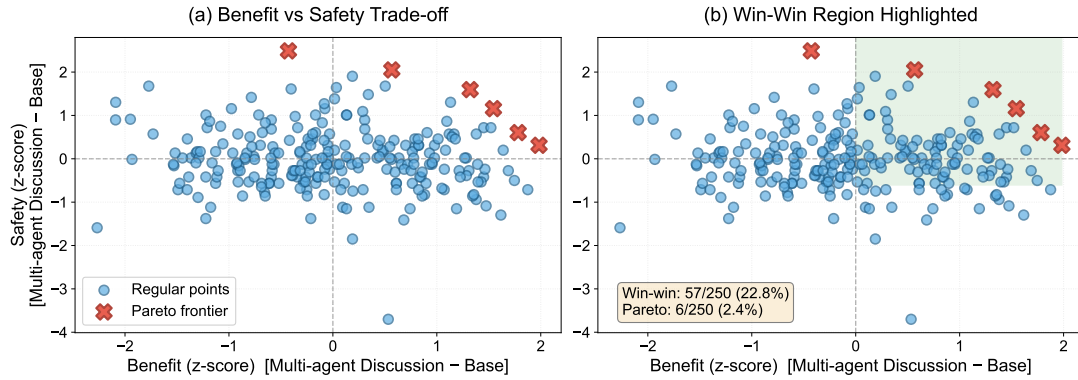 (a) Benefit vs Safety Trade-off
Safety (z-score)
[Multi-agent Discussion − Base]
2
1
0
−1
−2
−3
−4
Regular points
Pareto frontier
−2
−1
0
1
2
Benefit (z-score) [Multi-agent Discussion − Base]
(b) Win-Win Region Highlighted
2
1
0
−1
−2
−3
−4
Win-win: 57/250 (22.8%)
Pareto: 6/250 (2.4%)
−2
−1
0
1
2
Benefit (z-score) [Multi-agent Discussion − Base]